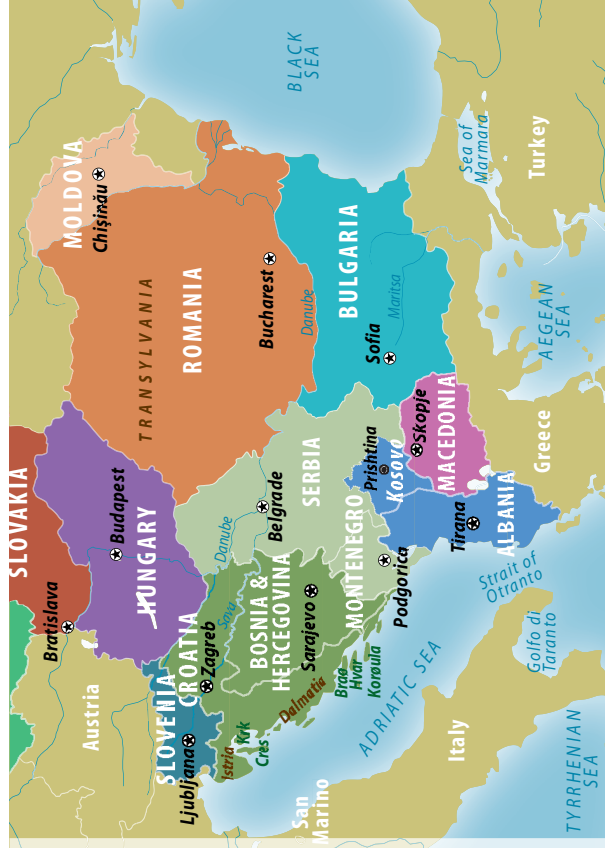 SLOVAKIA
Bratislava
Austria
Budapest
HUNGARY
SLOVENIA
Ljubljana
CROATIA
Zagreb
Istria
Krk
Cres
San
Marino
MOLDOVA
Chişinău
TRANSYLVANIA
ROMANIA
Bucharest
Danube
Danube
Sava
Belgrade
SERBIA
BOSNIA &
HERCEGOVINA
Sarajevo
Dalmatia
Braø
Hvar
Korøula
MONTENEGRO
Podgorica
BLACK
SEA
BULGARIA
Sofia
Maritsa
Prishtina
Kosovo
Skopje
MACEDONIA
Tirana
ALBANIA
ADRIATIC SEA
Strait of
Otranto
Golfo di
Taranto
Italy
TYRRHENIAN
SEA
Greece
AEGEAN
SEA
Sea of
Marmara
Turkey